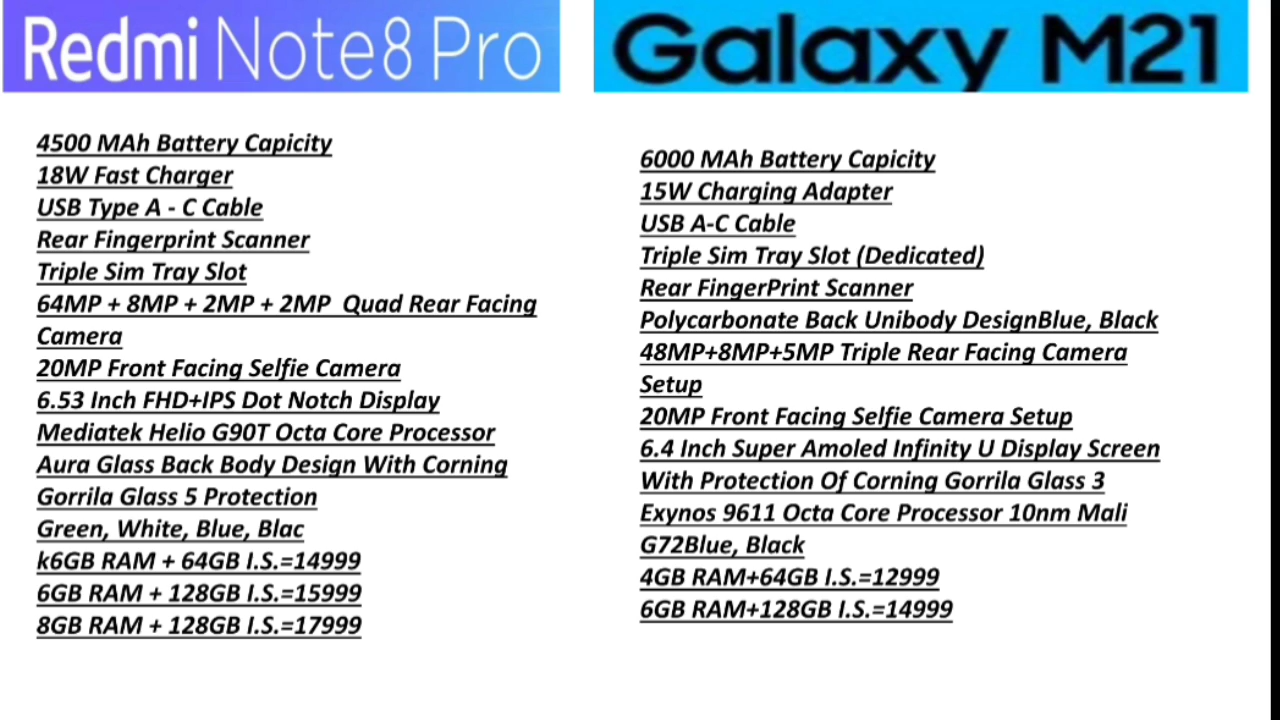 Redmi Note8 Pro
4500 MAh Battery Capicity
18W Fast Charger
USB Type A - C Cable
Rear Fingerprint Scanner
Triple Sim Tray Slot
64MP + 8MP + 2MP + 2MP  Quad Rear Facing
Camera
20MP Front Facing Selfie Camera
6.53 Inch FHD+IPS Dot Notch Display
Mediatek Helio G90T Octa Core Processor
Aura Glass Back Body Design With Corning
Gorrila Glass 5 Protection
Green, White, Blue, Blac
k6GB RAM + 64GB I.S.=14999
6GB RAM + 128GB I.S.=15999
8GB RAM + 128GB I.S.=17999
Galaxy M21
6000 MAh Battery Capicity
15W Charging Adapter
USB A-C Cable
Triple Sim Tray Slot (Dedicated)
Rear FingerPrint Scanner
Polycarbonate Back Unibody DesignBlue, Black
48MP+8MP+5MP Triple Rear Facing Camera
Setup
20MP Front Facing Selfie Camera Setup
6.4 Inch Super Amoled Infinity U Display Screen
With Protection Of Corning Gorrila Glass 3
Exynos 9611 Octa Core Processor 10nm Mali
G72Blue, Black
4GB RAM+64GB I.S.=12999
6GB RAM+128GB I.S.=14999